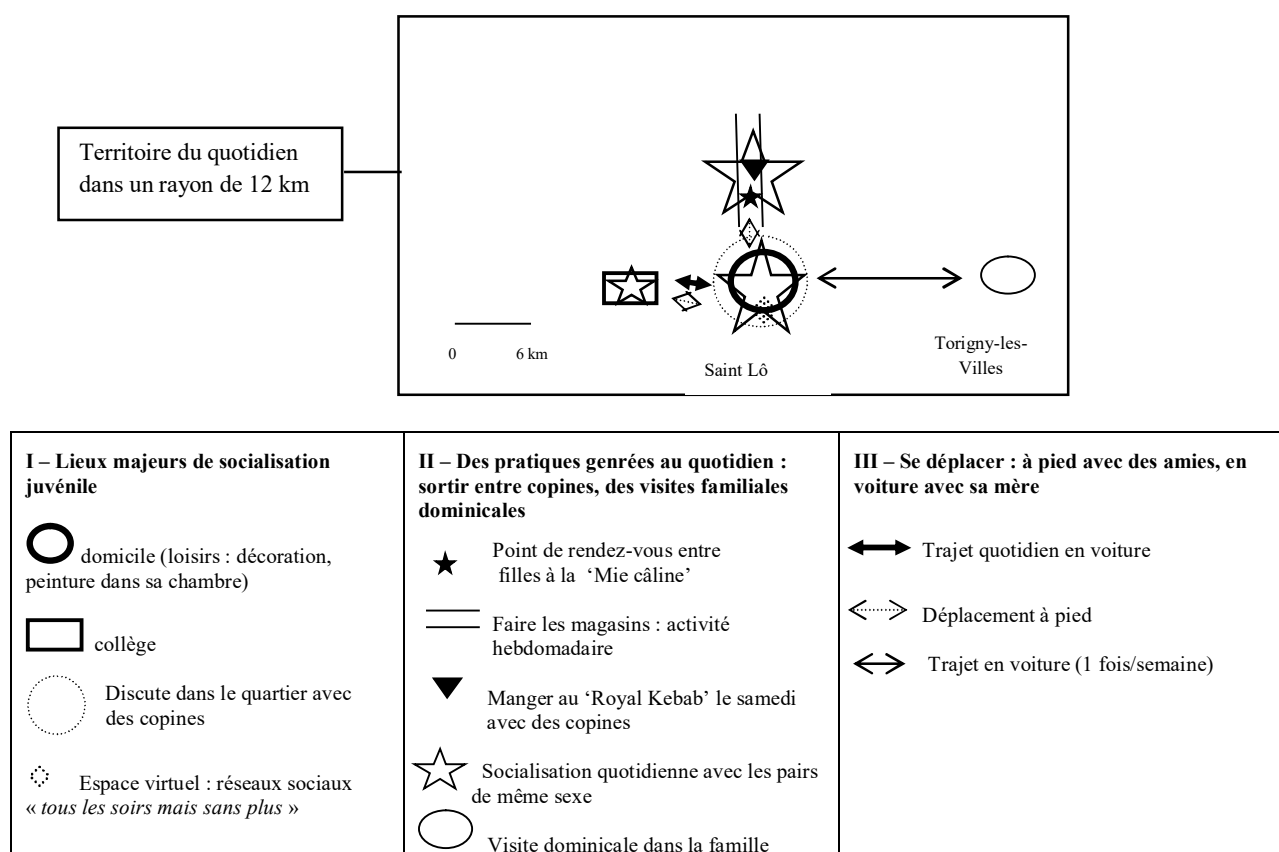 Territoire du quotidien
dans un rayon de 12 km
0 6 km
Saint Lô
Torigny-les-
Villes
I – Lieux majeurs de socialisation
juvénile
domicile (loisirs : décoration,
peinture dans sa chambre)
collège
Discute dans le quartier avec
des copines
Espace virtuel : réseaux sociaux
« tous les soirs mais sans plus »
II – Des pratiques genrées au quotidien :
sortir entre copines, des visites familiales
dominicales
Point de rendez-vous entre
filles à la ‘Mie câline’
Faire les magasins : activité
hebdomadaire
Manger au ‘Royal Kebab’ le samedi
avec des copines
Socialisation quotidienne avec les pairs
de même sexe
Visite dominicale dans la famille
III – Se déplacer : à pied avec des amies, en
voiture avec sa mère
Trajet quotidien en voiture
Déplacement à pied
Trajet en voiture (1 fois/semaine)